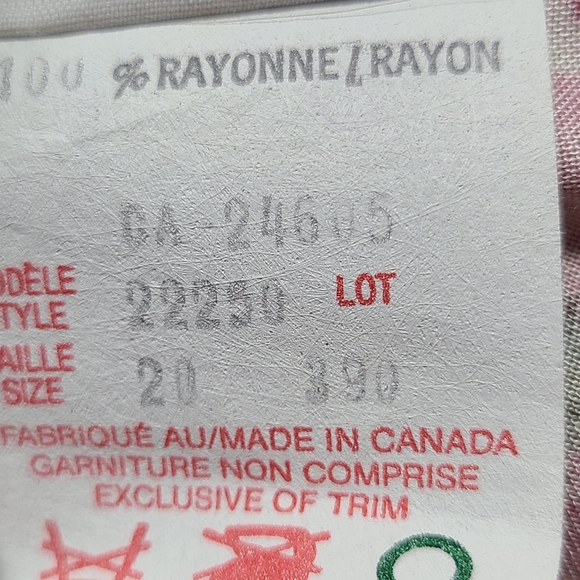 100 % RAYONNE/RAYON
CA-24605
ODÈLE
TYLE 22250 LOT
AILLE
SIZE 20 390
FABRIQUÉ AU/MADE IN CANADA
GARNITURE NON COMPRISE
EXCLUSIVE OF TRIM